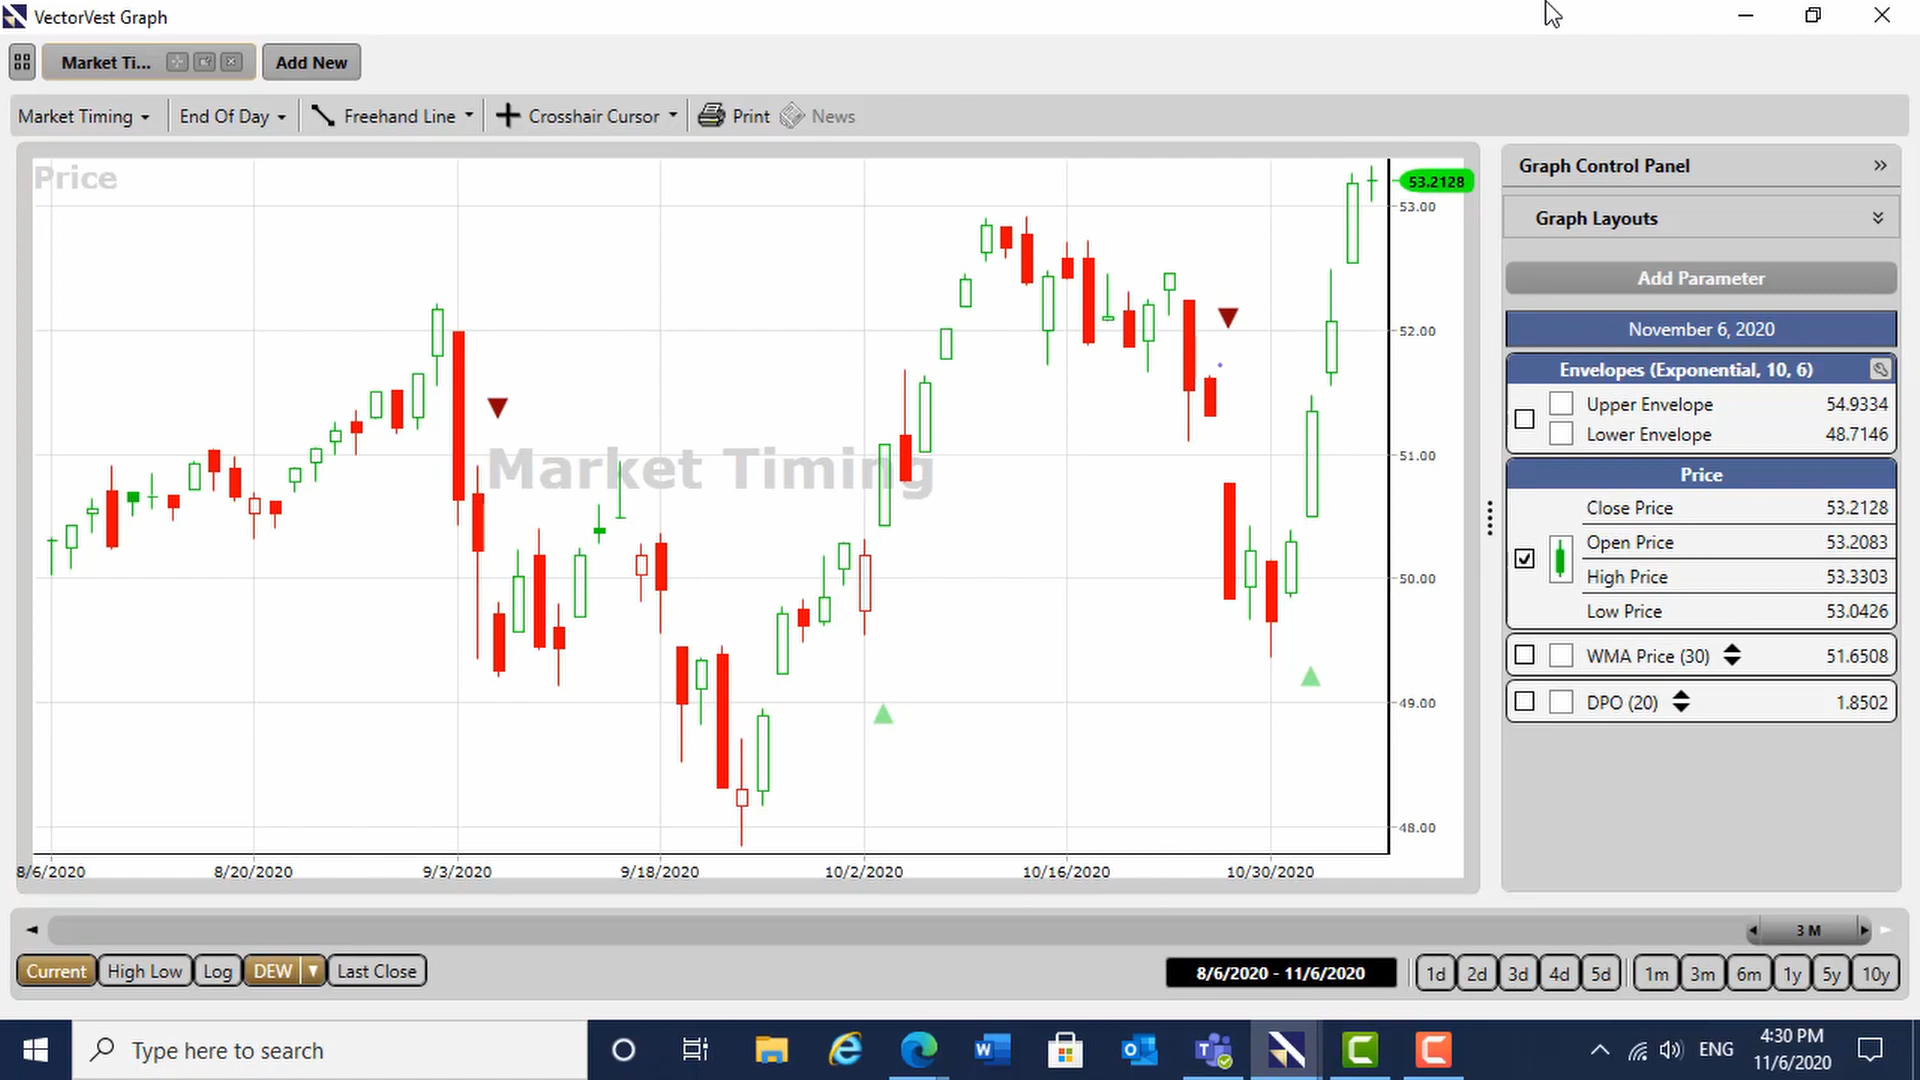 VectorVest Graph
Market Ti...
Add New
Market Timing
End Of Day
Freehand Line
Crosshair Cursor
Print
News
Price
Market Timing
53.2128
53.00
52.00
51.00
50.00
49.00
48.00
8/6/2020
8/20/2020
9/3/2020
9/18/2020
10/2/2020
10/16/2020
10/30/2020
Graph Control Panel
Graph Layouts
Add Parameter
November 6, 2020
Envelopes (Exponential, 10, 6)
Upper Envelope 54.9334
Lower Envelope 48.7146
Price
Close Price 53.2128
Open Price 53.2083
High Price 53.3303
Low Price 53.0426
WMA Price (30) 51.6508
DPO (20) 1.8502
3 M
Current
High Low
Log
DEW
Last Close
8/6/2020 - 11/6/2020
1d
2d
3d
4d
5d
1m
3m
6m
1y
5y
10y
Type here to search
ENG
4:30 PM
11/6/2020